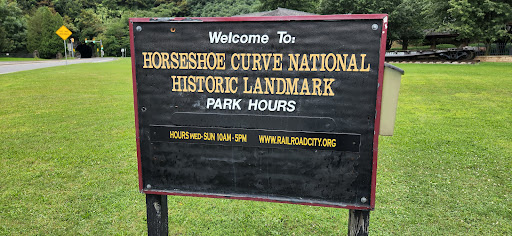 Welcome To:
HORSESHOE CURVE NATIONAL
HISTORIC LANDMARK
PARK HOURS
HOURS WED-SUN 10AM-5PM WWW.RAILROADCITY.ORG